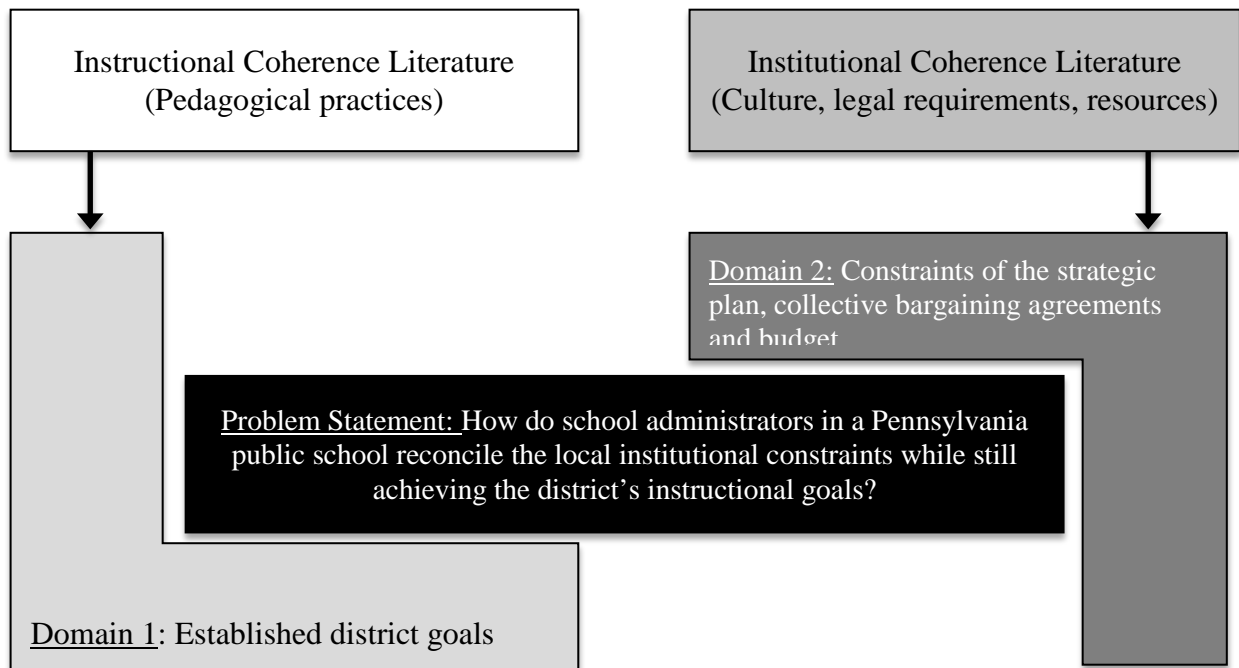 Instructional Coherence Literature
(Pedagogical practices)
Institutional Coherence Literature
(Culture, legal requirements, resources)
Domain 2: Constraints of the strategic
plan, collective bargaining agreements
and budget
Problem Statement: How do school administrators in a Pennsylvania
public school reconcile the local institutional constraints while still
achieving the district’s instructional goals?
Domain 1: Established district goals